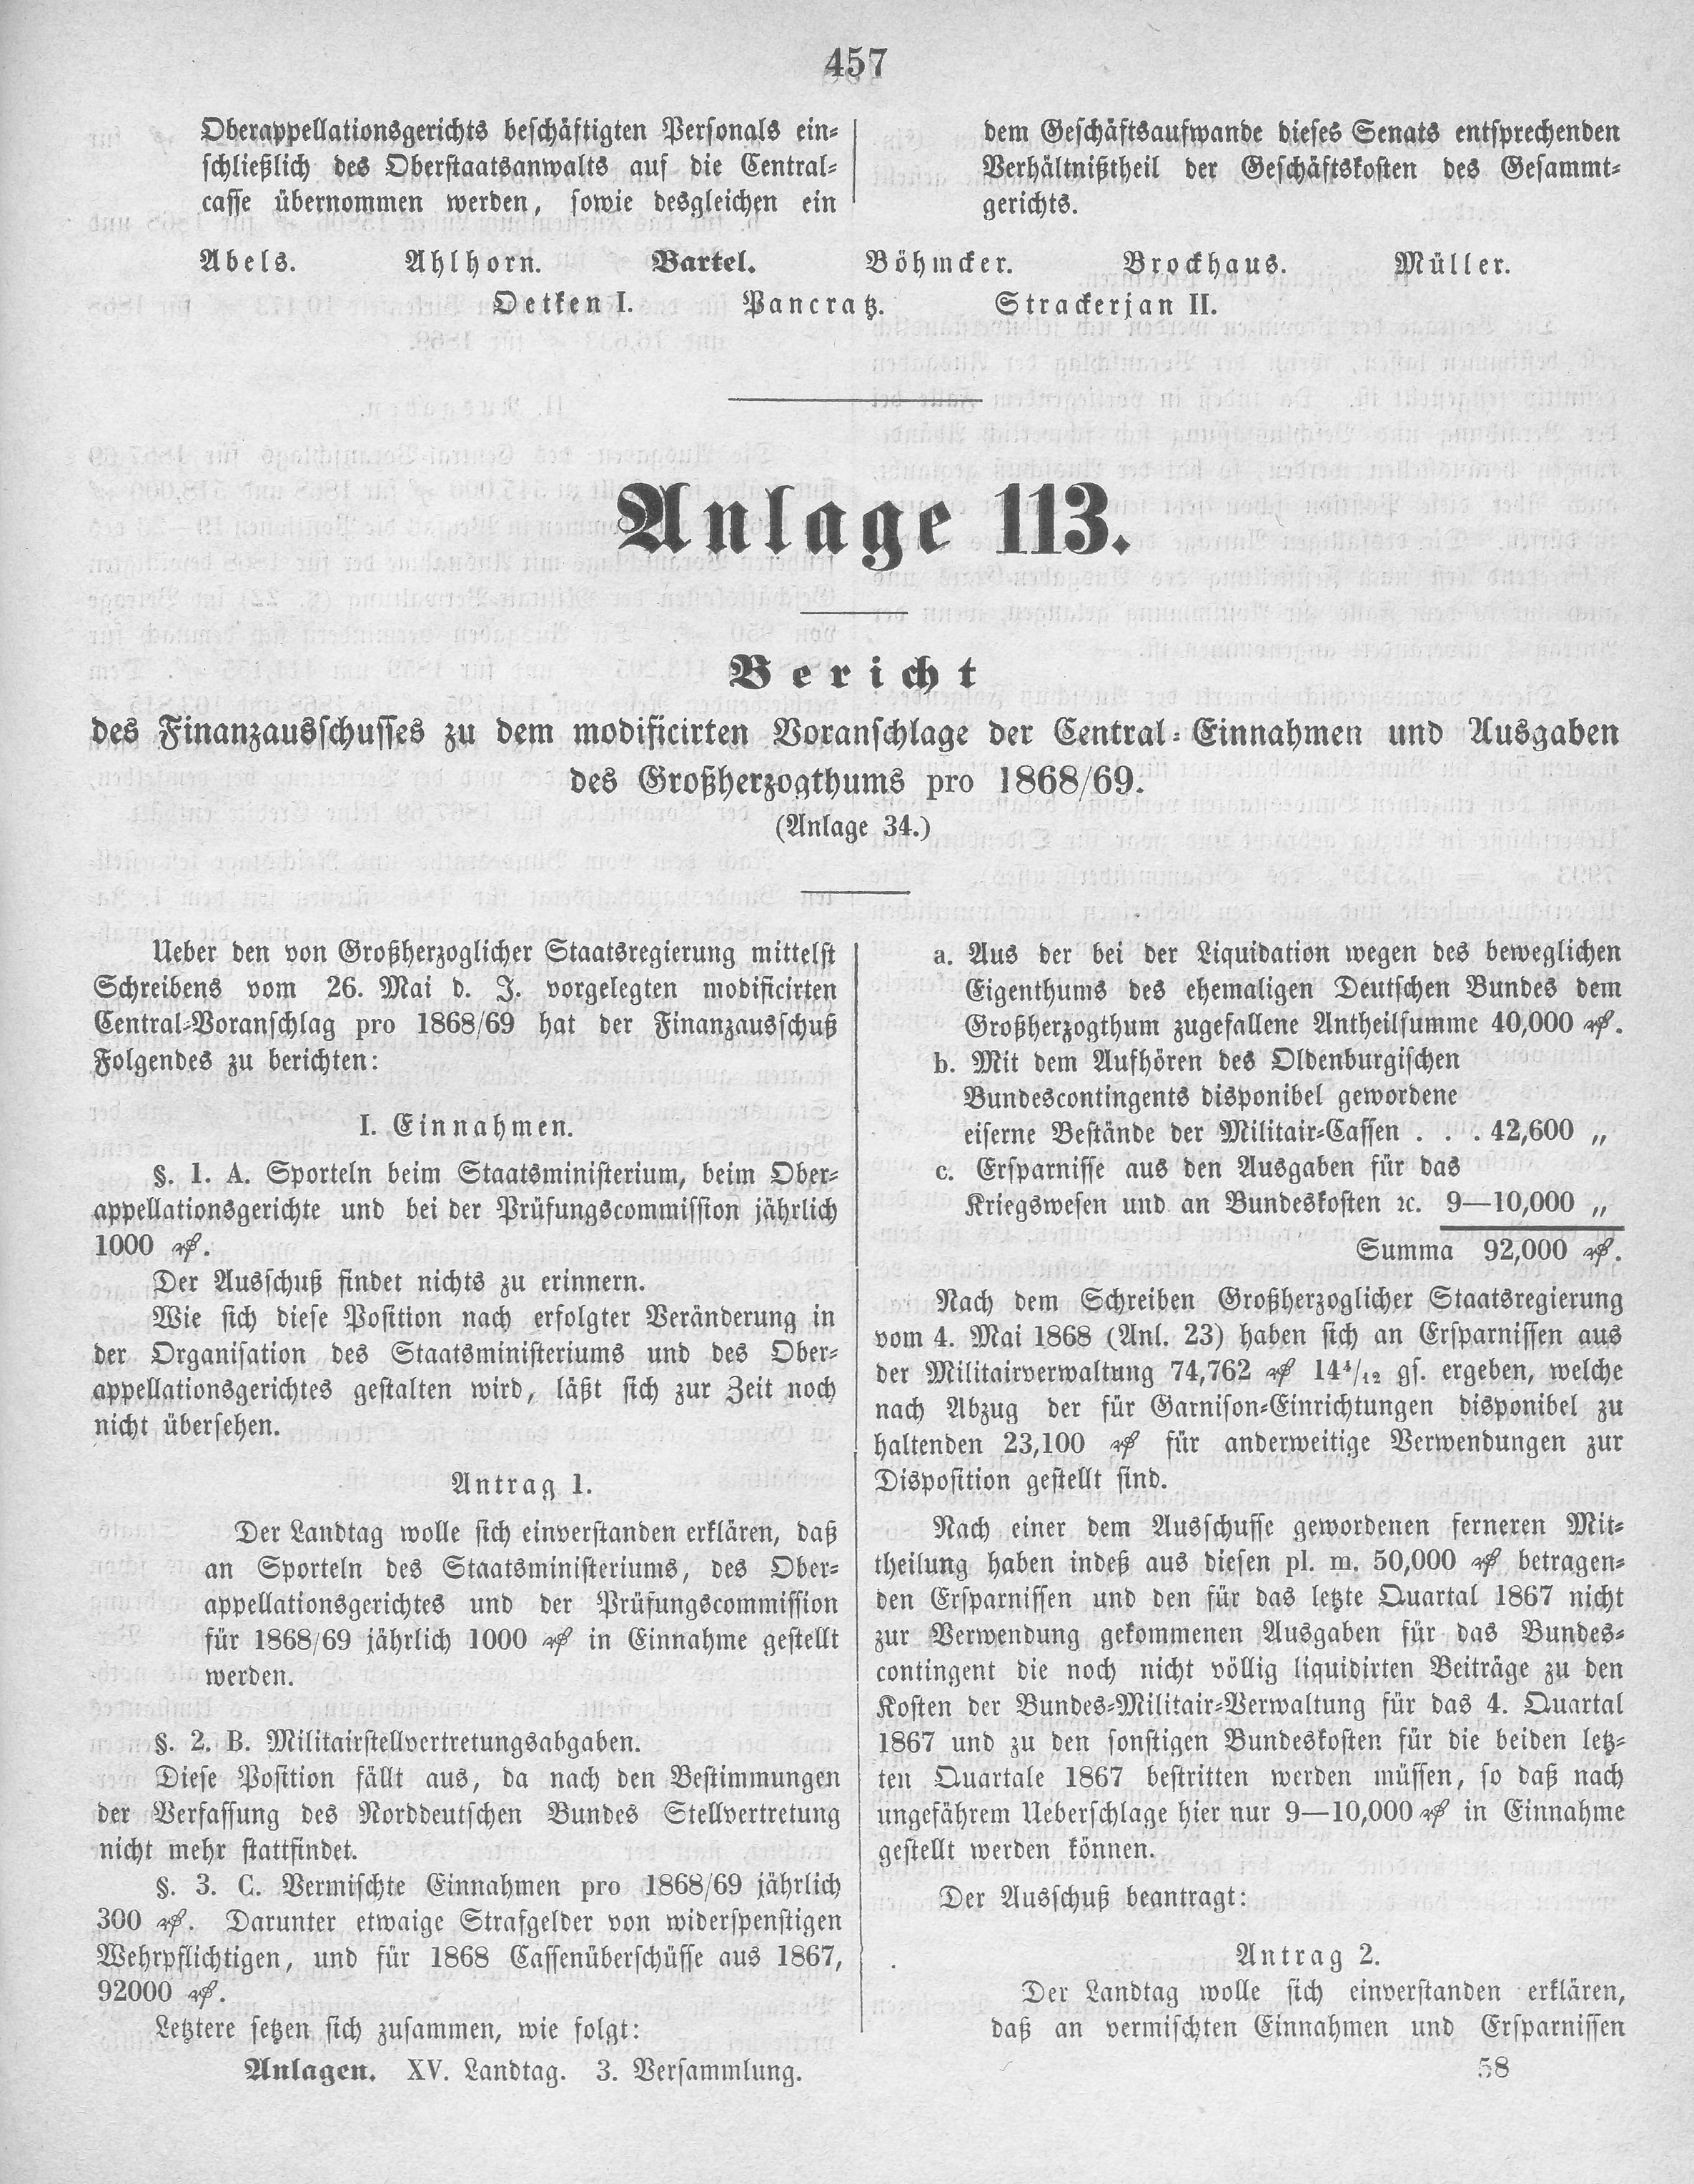 457
Oberappellationsgerichts beschäftigten Personals ein-
schließlich des Oberstaatsanwalts auf die Central-
casse übernommen werden, sowie desgleichen ein
dem Geschäftsaufwande dieses Senats entsprechenden
Verhältnißtheil der Geschäftskosten des Gesammt-
gerichts.
Abels. Ahlhorn. Bartel. Böhmcker. Brockhaus. Müller.
Oetken I. Pancratz. Strackerjan II.
Anlage 113.
Bericht
des Finanzausschusses zu dem modificirten Voranschlage der Central-Einnahmen und Ausgaben
des Großherzogthums pro 1868/69.
(Anlage 34.)
Ueber den von Großherzoglicher Staatsregierung mittelst
Schreibens vom 26. Mai d. J. vorgelegten modificirten
Central-Voranschlag pro 1868/69 hat der Finanzausschuß
Folgendes zu berichten:
I. Einnahmen.
§. 1. A. Sporteln beim Staatsministerium, beim Ober-
appellationsgerichte und bei der Prüfungscommission jährlich
1000 ₰.
Der Ausschuß findet nichts zu erinnern.
Wie sich diese Position nach erfolgter Veränderung in
der Organisation des Staatsministeriums und des Ober-
appellationsgerichtes gestalten wird, läßt sich zur Zeit noch
nicht übersehen.
Antrag 1.
Der Landtag wolle sich einverstanden erklären, daß
an Sporteln des Staatsministeriums, des Ober-
appellationsgerichtes und der Prüfungscommission
für 1868/69 jährlich 1000 ₰ in Einnahme gestellt
werden.
§. 2. B. Militairstellvertretungsabgaben.
Diese Position fällt aus, da nach den Bestimmungen
der Verfassung des Norddeutschen Bundes Stellvertretung
nicht mehr stattfindet.
§. 3. C. Vermischte Einnahmen pro 1868/69 jährlich
300 ₰. Darunter etwaige Strafgelder von widerspenstigen
Wehrpflichtigen, und für 1868 Cassenüberschüsse aus 1867,
92000 ₰.
Letztere setzen sich zusammen, wie folgt:
a. Aus der bei der Liquidation wegen des beweglichen
Eigenthums des ehemaligen Deutschen Bundes dem
Großherzogthum zugefallene Antheilsumme 40,000 ₰.
b. Mit dem Aufhören des Oldenburgischen
Bundescontingents disponibel gewordene
eiserne Bestände der Militair-Cassen . . . 42,600 „
c. Ersparnisse aus den Ausgaben für das
Kriegswesen und an Bundeskosten ꝛc. 9—10,000 „
Summa 92,000 ₰.
Nach dem Schreiben Großherzoglicher Staatsregierung
vom 4. Mai 1868 (Anl. 23) haben sich an Ersparnissen aus
der Militairverwaltung 74,762 ₰ 14⁴/₁₂ gs. ergeben, welche
nach Abzug der für Garnison-Einrichtungen disponibel zu
haltenden 23,100 ₰ für anderweitige Verwendungen zur
Disposition gestellt sind.
Nach einer dem Ausschusse gewordenen ferneren Mit-
theilung haben indeß aus diesen pl. m. 50,000 ₰ betragen-
den Ersparnissen und den für das letzte Quartal 1867 nicht
zur Verwendung gekommenen Ausgaben für das Bundes-
contingent die noch nicht völlig liquidirten Beiträge zu den
Kosten der Bundes-Militair-Verwaltung für das 4. Quartal
1867 und zu den sonstigen Bundeskosten für die beiden letz-
ten Quartale 1867 bestritten werden müssen, so daß nach
ungefährem Ueberschlage hier nur 9—10,000 ₰ in Einnahme
gestellt werden können.
Der Ausschuß beantragt:
Antrag 2.
Der Landtag wolle sich einverstanden erklären,
daß an vermischten Einnahmen und Ersparnissen
Anlagen. XV. Landtag. 3. Versammlung.
58